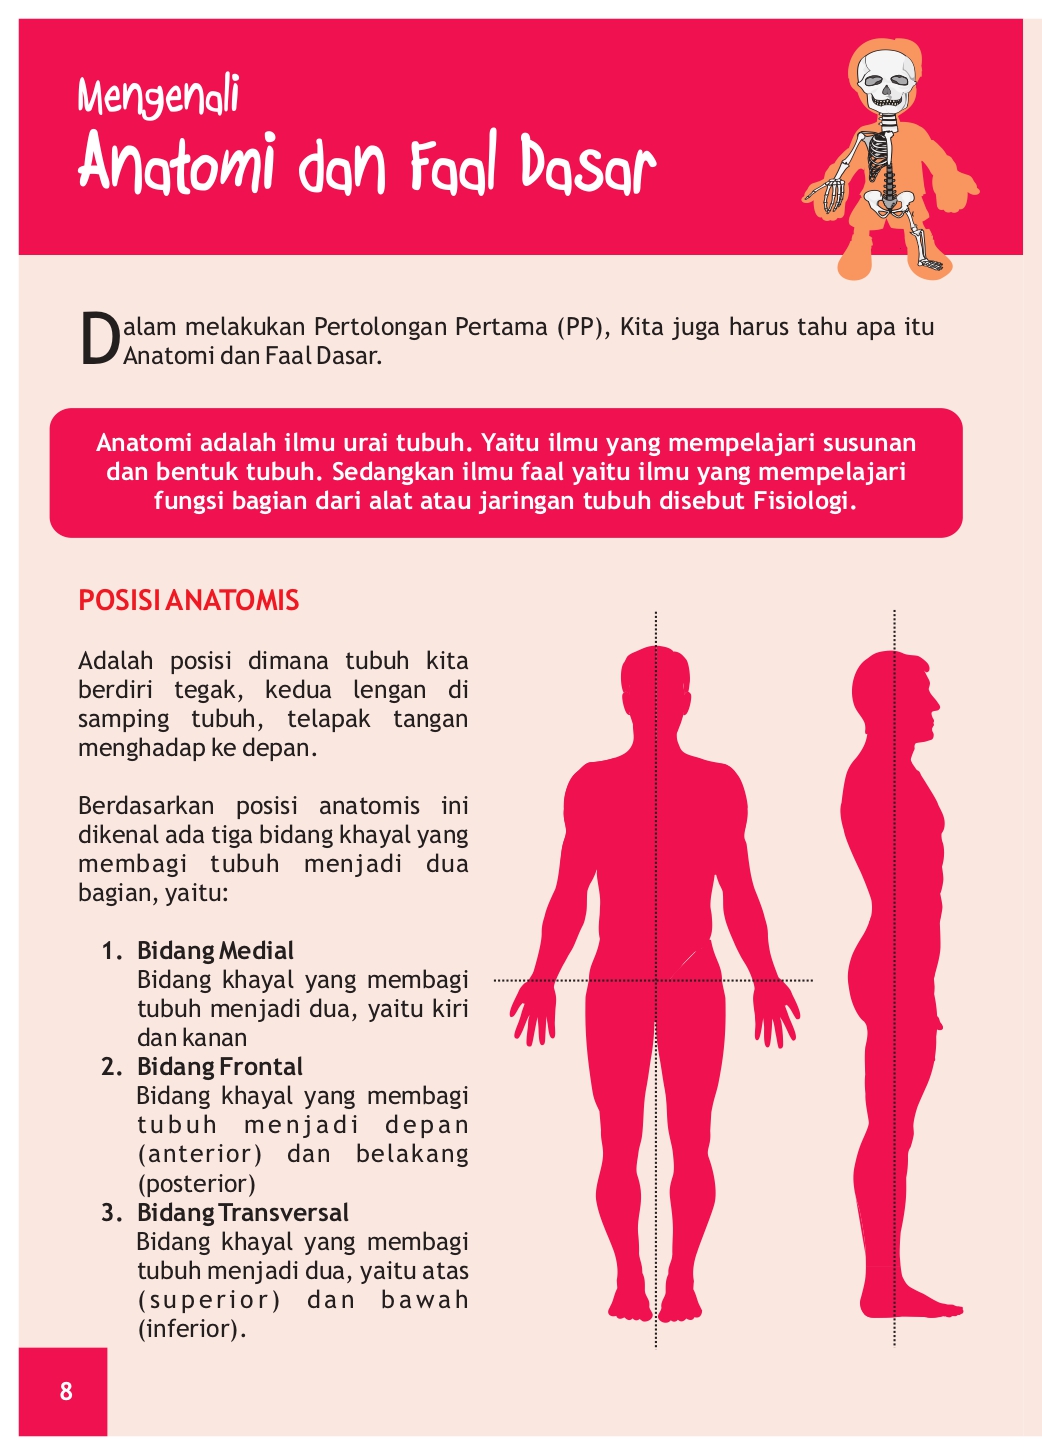 Mengenali
Anatomi dan Faal Dasar
Dalam melakukan Pertolongan Pertama (PP), Kita juga harus tahu apa itu
Anatomi dan Faal Dasar.
Anatomi adalah ilmu urai tubuh. Yaitu ilmu yang mempelajari susunan
dan bentuk tubuh. Sedangkan ilmu faal yaitu ilmu yang mempelajari
fungsi bagian dari alat atau jaringan tubuh disebut Fisiologi.
POSISI ANATOMIS
Adalah posisi dimana tubuh kita
berdiri tegak, kedua lengan di
samping tubuh, telapak tangan
menghadap ke depan.
Berdasarkan posisi anatomis ini
dikenal ada tiga bidang khayal yang
membagi tubuh menjadi dua
bagian, yaitu:
1. Bidang Medial
Bidang khayal yang membagi
tubuh menjadi dua, yaitu kiri
dan kanan
2. Bidang Frontal
Bidang khayal yang membagi
tubuh menjadi depan
(anterior) dan belakang
(posterior)
3. Bidang Transversal
Bidang khayal yang membagi
tubuh menjadi dua, yaitu atas
(superior) dan bawah
(inferior).
8